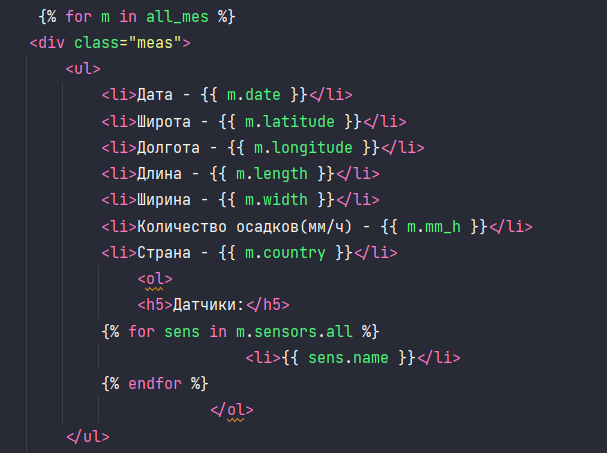 {% for m in all_mes %}
<div class="meas">
<ul>
<li>Дата - {{ m.date }}</li>
<li>Широта - {{ m.latitude }}</li>
<li>Долгота - {{ m.longitude }}</li>
<li>Длина - {{ m.length }}</li>
<li>Ширина - {{ m.width }}</li>
<li>Количество осадков(мм/ч) - {{ m.mm_h }}</li>
<li>Страна - {{ m.country }}</li>
<ol>
<h5>Датчики:</h5>
{% for sens in m.sensors.all %}
<li>{{ sens.name }}</li>
{% endfor %}
</ol>
</ul>